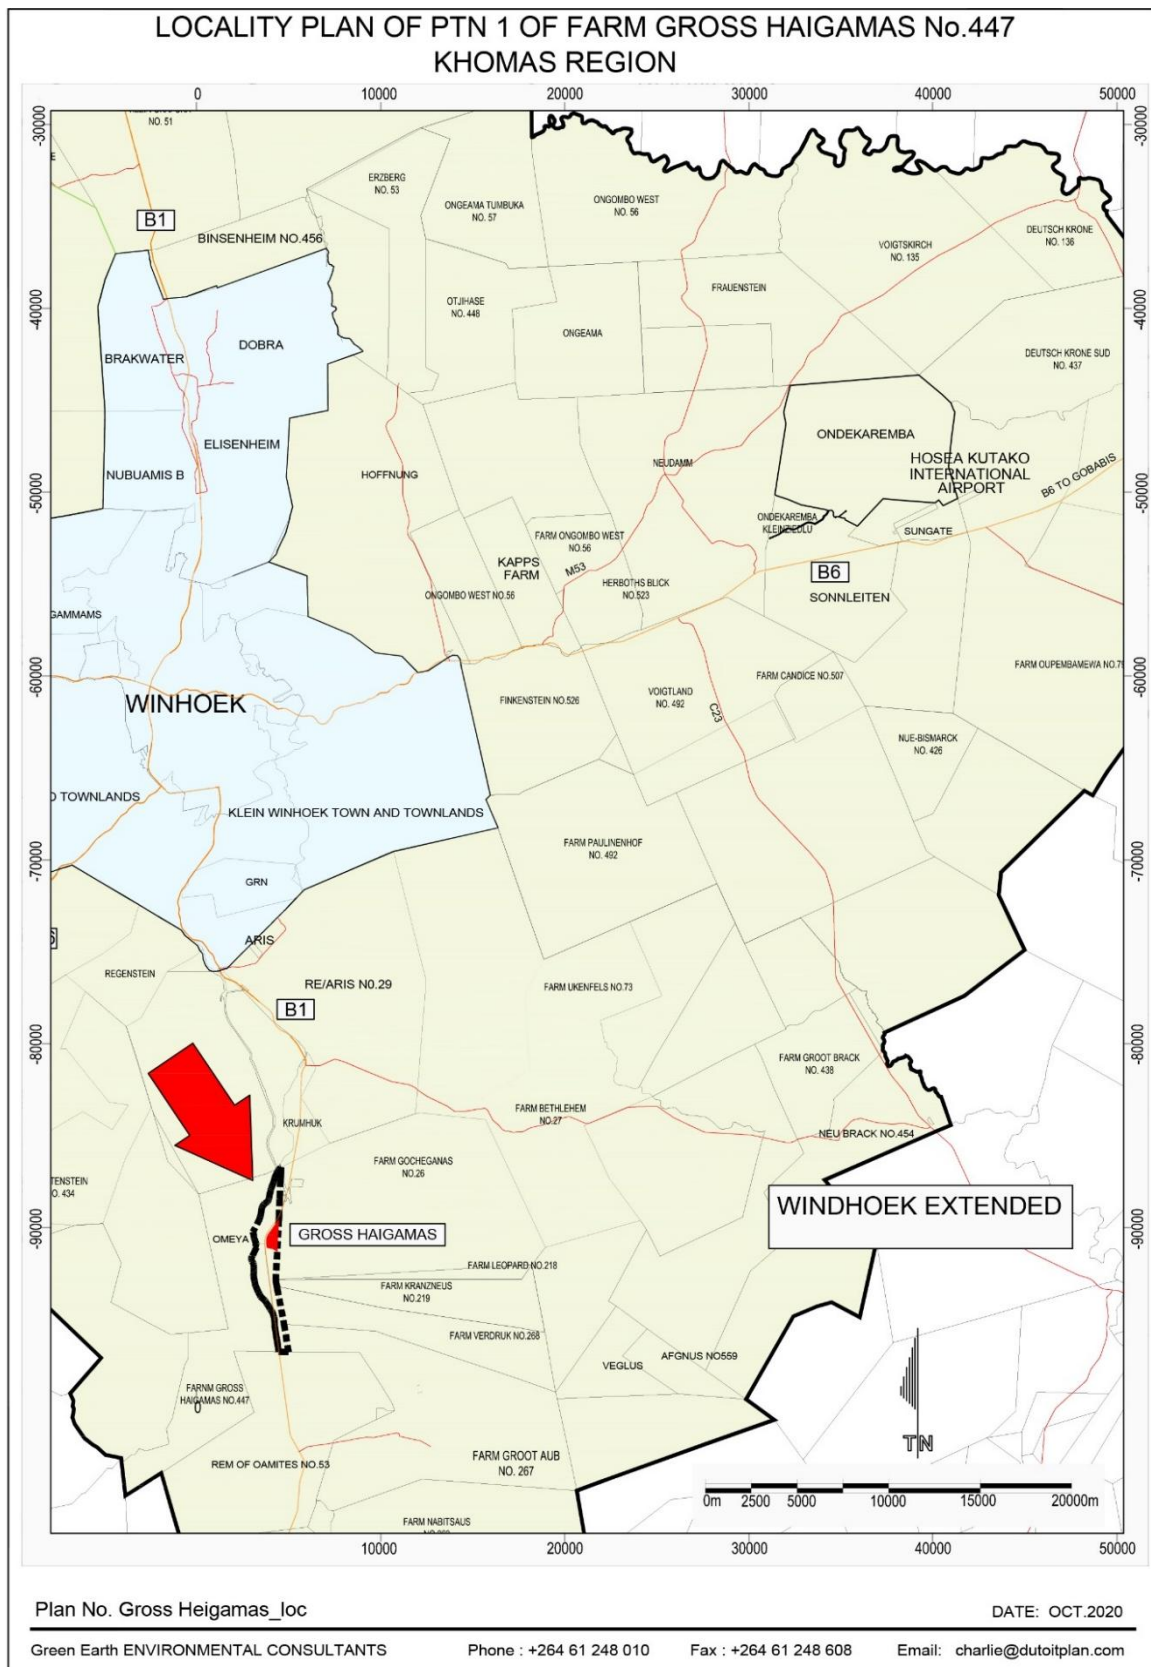 LOCALITY PLAN OF PTN 1 OF FARM GROSS HAIGAMAS No.447
KHOMAS REGION
0 10000 20000 30000 40000 50000
-30000
-30000
NO. 51
ERZBERG
NO. 53
ONGEAMA TUMBUKA
NO. 57
ONGOMBO WEST
NO. 56
B1
BINSENHEIM NO.456
VOIGTSKIRCH
NO. 135
DEUTSCH KRONE
NO. 136
FRAUENSTEIN
OTJIHASE
NO. 448
-40000
-40000
ONGEAMA
DOBRA
BRAKWATER
DEUTSCH KRONE SUD
NO. 437
ONDEKAREMBA
ELISENHEIM
HOSEA KUTAKO
INTERNATIONAL
AIRPORT
NEUDAMM
NUBUAMIS B
HOFFNUNG
B6 TO GOBABIS
-50000
-50000
ONDEKAREMBA
KLEINZIEDLU
SUNGATE
FARM ONGOMBO WEST
NO.56
KAPPS
FARM
M53
B6
HERBOTHS BLICK
NO.523
ONGOMBO WEST NO.56
SONNLEITEN
GAMMAMS
-60000
-60000
FARM OUPEMBAMEWA NO.79
FARM CANDICE NO.507
VOIGTLAND
NO. 492
FINKENSTEIN NO.526
WINHOEK
C23
NUE-BISMARCK
NO. 426
O TOWNLANDS
KLEIN WINHOEK TOWN AND TOWNLANDS
FARM PAULINENHOF
NO. 492
-70000
-70000
GRN
ARIS
REGENSTEIN
RE/ARIS N0.29
FARM UKENFELS NO.73
B1
-80000
-80000
FARM GROOT BRACK
NO. 438
FARM BETHLEHEM
NO.27
KRUMHUK
NEU BRACK NO.454
FARM GOCHEGANAS
NO.26
TENSTEIN
O. 434
WINDHOEK EXTENDED
-90000
-90000
OMEYA
GROSS HAIGAMAS
FARM LEOPARD NO.218
FARM KRANZNEUS
NO.219
FARM VERDRUK NO.268
AFGNUS NO559
VEGLUS
FARNM GROSS
HAIGAMAS NO.447
0
TN
FARM GROOT AUB
NO. 267
REM OF OAMITES NO.53
0m 2500 5000 10000 15000 20000m
FARM NABITSAUS
10000 20000 30000 40000 50000
Plan No. Gross Heigamas_loc
DATE: OCT.2020
Green Earth ENVIRONMENTAL CONSULTANTS Phone : +264 61 248 010 Fax : +264 61 248 608 Email: charlie@dutoitplan.com